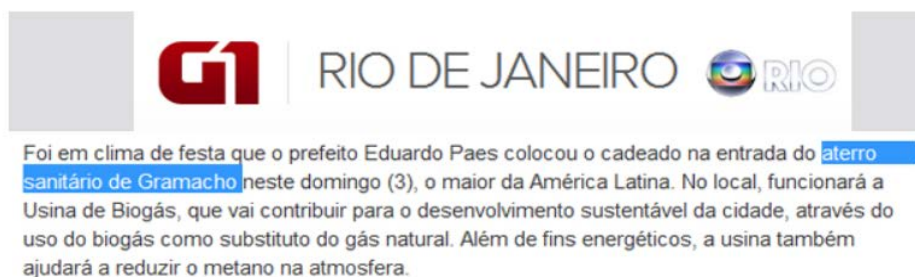 G1 RIO DE JANEIRO RIO
Foi em clima de festa que o prefeito Eduardo Paes colocou o cadeado na entrada do aterro
sanitário de Gramacho neste domingo (3), o maior da América Latina. No local, funcionará a
Usina de Biogás, que vai contribuir para o desenvolvimento sustentável da cidade, através do
uso do biogás como substituto do gás natural. Além de fins energéticos, a usina também
ajudará a reduzir o metano na atmosfera.